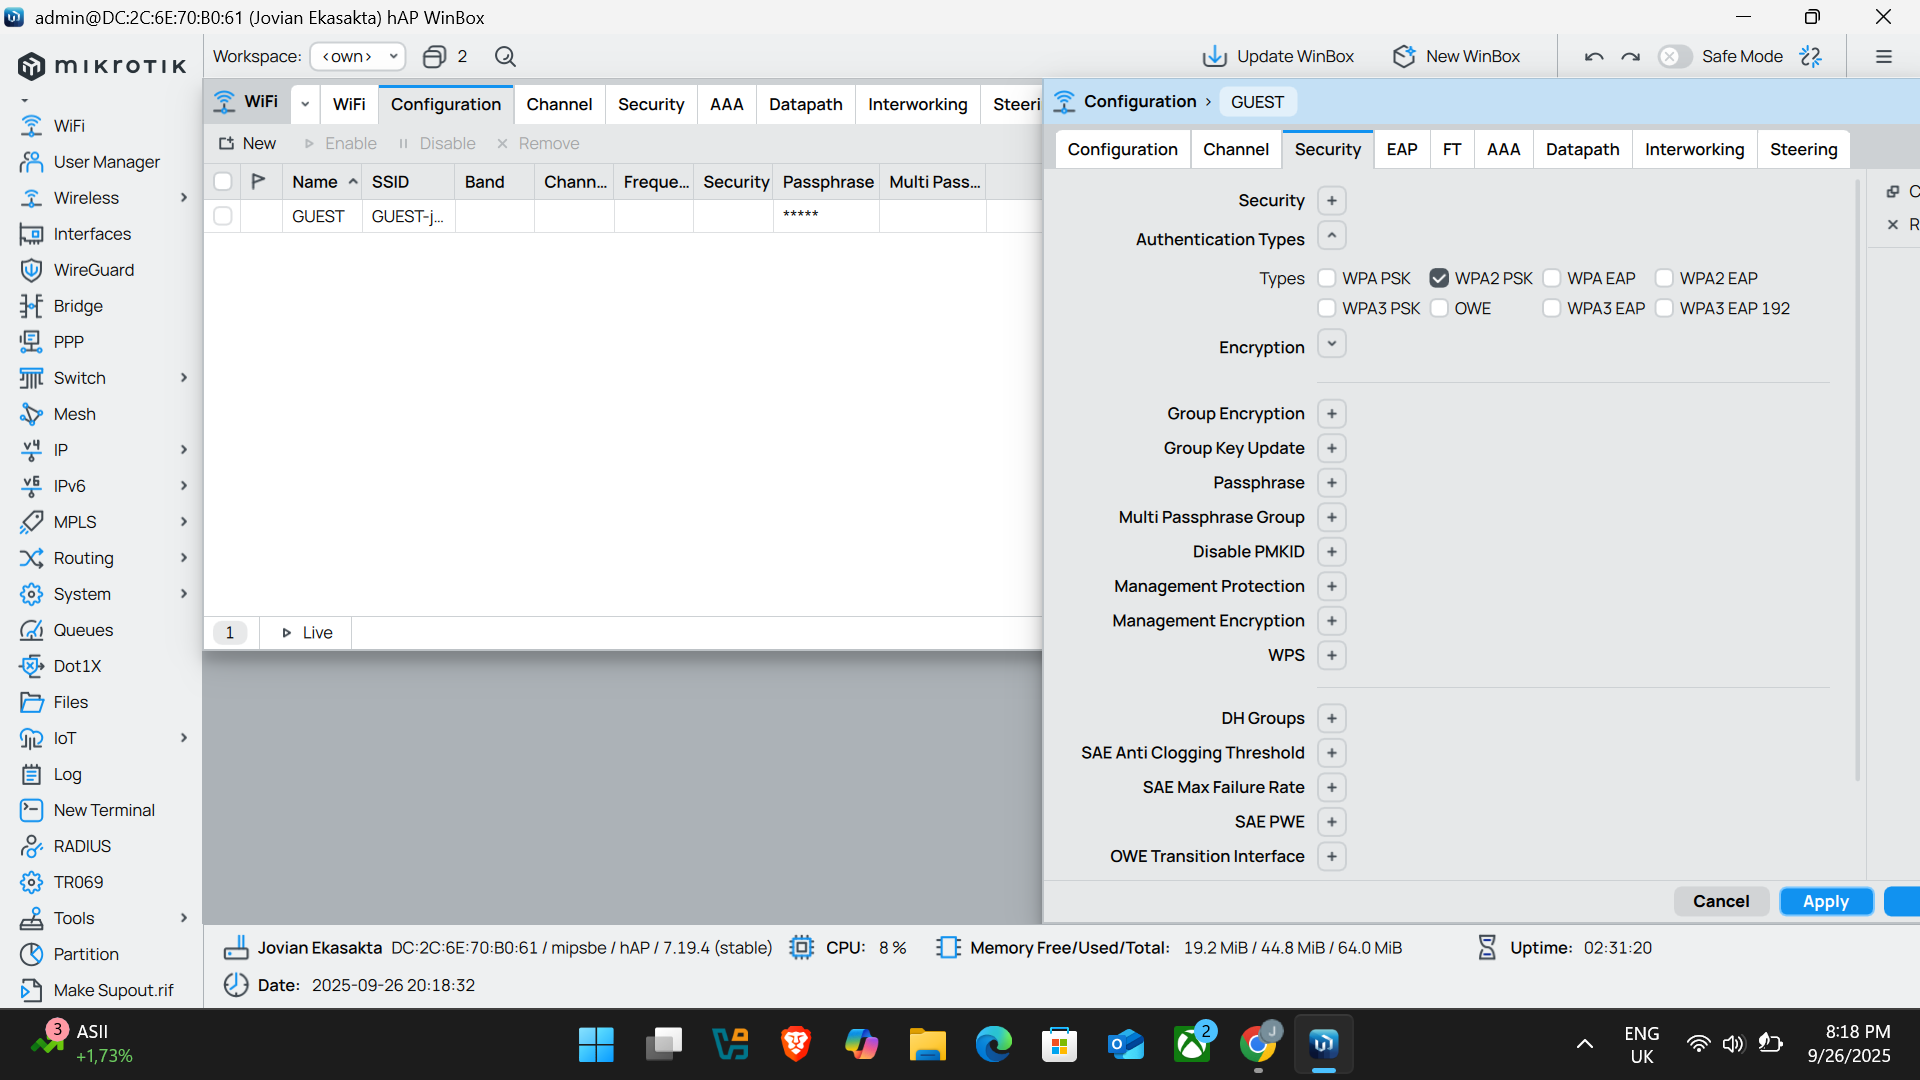 admin@DC:2C:6E:70:B0:61 (Jovian Ekasakta) hAP WinBox
MIKROTIK
Workspace: <own> 2
Update WinBox New WinBox Safe Mode
WiFi
User Manager
Wireless
Interfaces
WireGuard
Bridge
PPP
Switch
Mesh
IP
IPv6
MPLS
Routing
System
Queues
Dot1X
Files
IoT
Log
New Terminal
RADIUS
TR069
Tools
Partition
Make Supout.rif
WiFi WiFi Configuration Channel Security AAA Datapath Interworking Steeri
New Enable Disable Remove
Name SSID Band Chann... Freque... Security Passphrase Multi Pass...
GUEST GUEST-j... *****
1 Live
Configuration GUEST
Configuration Channel Security EAP FT AAA Datapath Interworking Steering
Security
Authentication Types
Types WPA PSK WPA2 PSK WPA EAP WPA2 EAP
WPA3 PSK OWE WPA3 EAP WPA3 EAP 192
Encryption
Group Encryption
Group Key Update
Passphrase
Multi Passphrase Group
Disable PMKID
Management Protection
Management Encryption
WPS
DH Groups
SAE Anti Clogging Threshold
SAE Max Failure Rate
SAE PWE
OWE Transition Interface
C
R
Cancel Apply
Jovian Ekasakta DC:2C:6E:70:B0:61 / mipsbe / hAP / 7.19.4 (stable) CPU: 8 % Memory Free/Used/Total: 19.2 MiB / 44.8 MiB / 64.0 MiB Uptime: 02:31:20
Date: 2025-09-26 20:18:32
3 ASII
+1,73%
2
J
ENG
UK
8:18 PM
9/26/2025